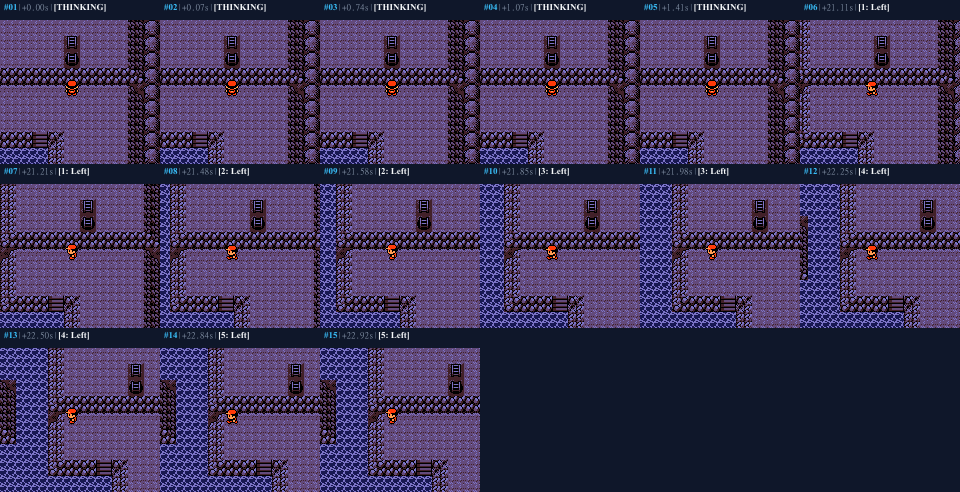 #01|+0.00s|[THINKING]
#02|+0.07s|[THINKING]
#03|+0.74s|[THINKING]
#04|+1.07s|[THINKING]
#05|+1.41s|[THINKING]
#06|+21.11s|[1: Left]
#07|+21.21s|[1: Left]
#08|+21.48s|[2: Left]
#09|+21.58s|[2: Left]
#10|+21.85s|[3: Left]
#11|+21.98s|[3: Left]
#12|+22.25s|[4: Left]
#13|+22.50s|[4: Left]
#14|+22.84s|[5: Left]
#15|+22.92s|[5: Left]